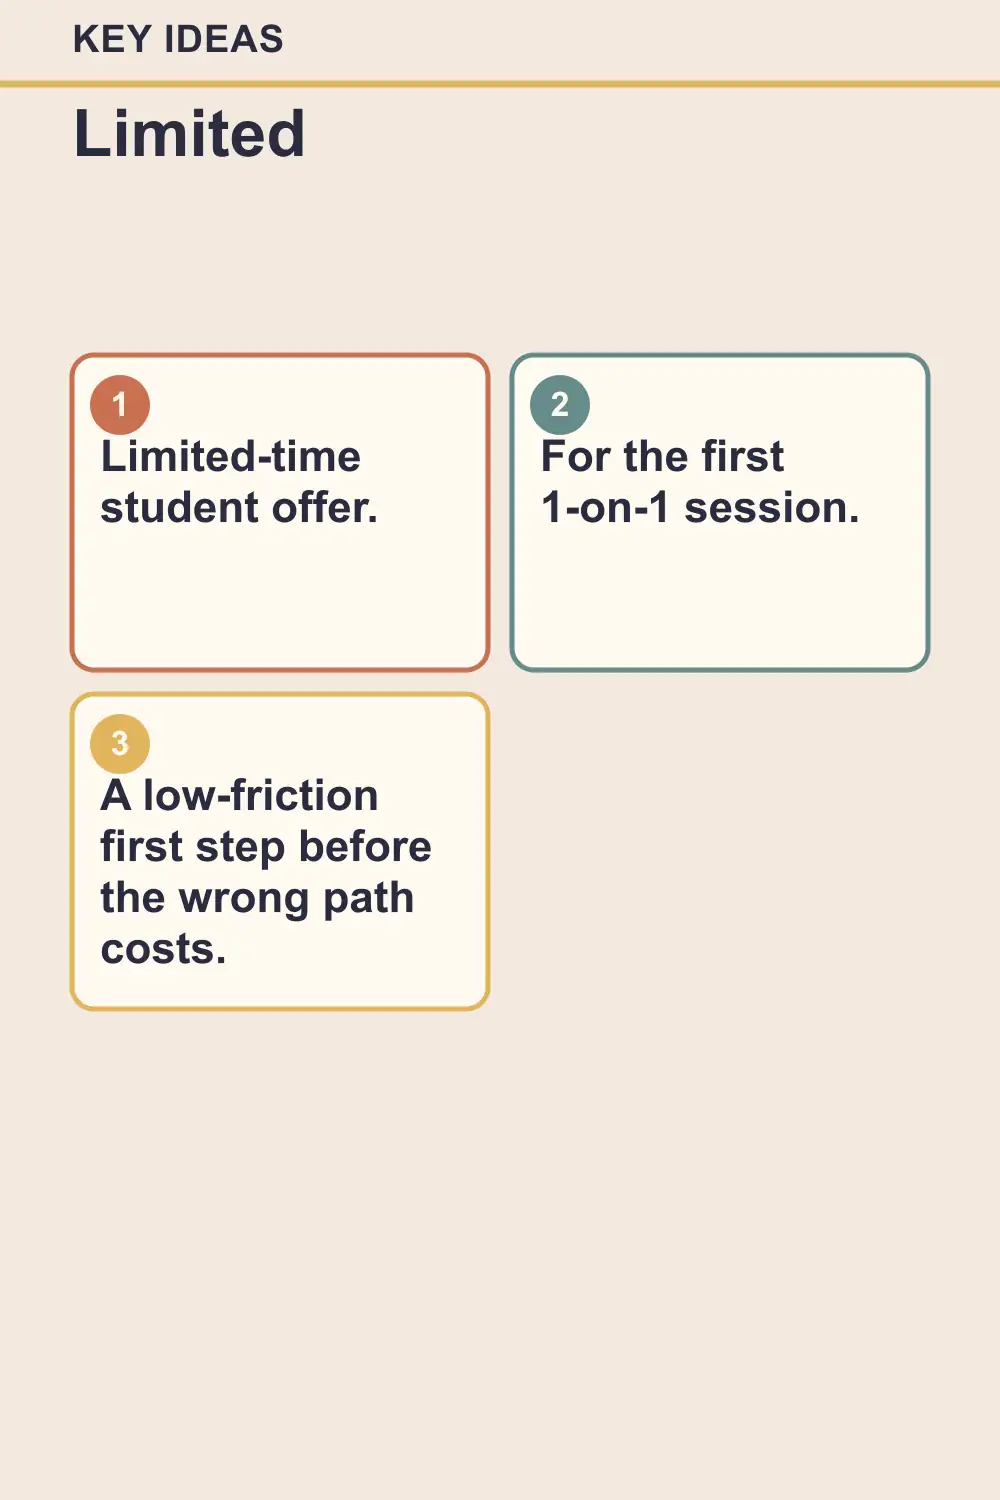 KEY IDEAS
Limited
1
Limited-time
student offer.
2
For the first
1-on-1 session.
3
A low-friction
first step before
the wrong path
costs.